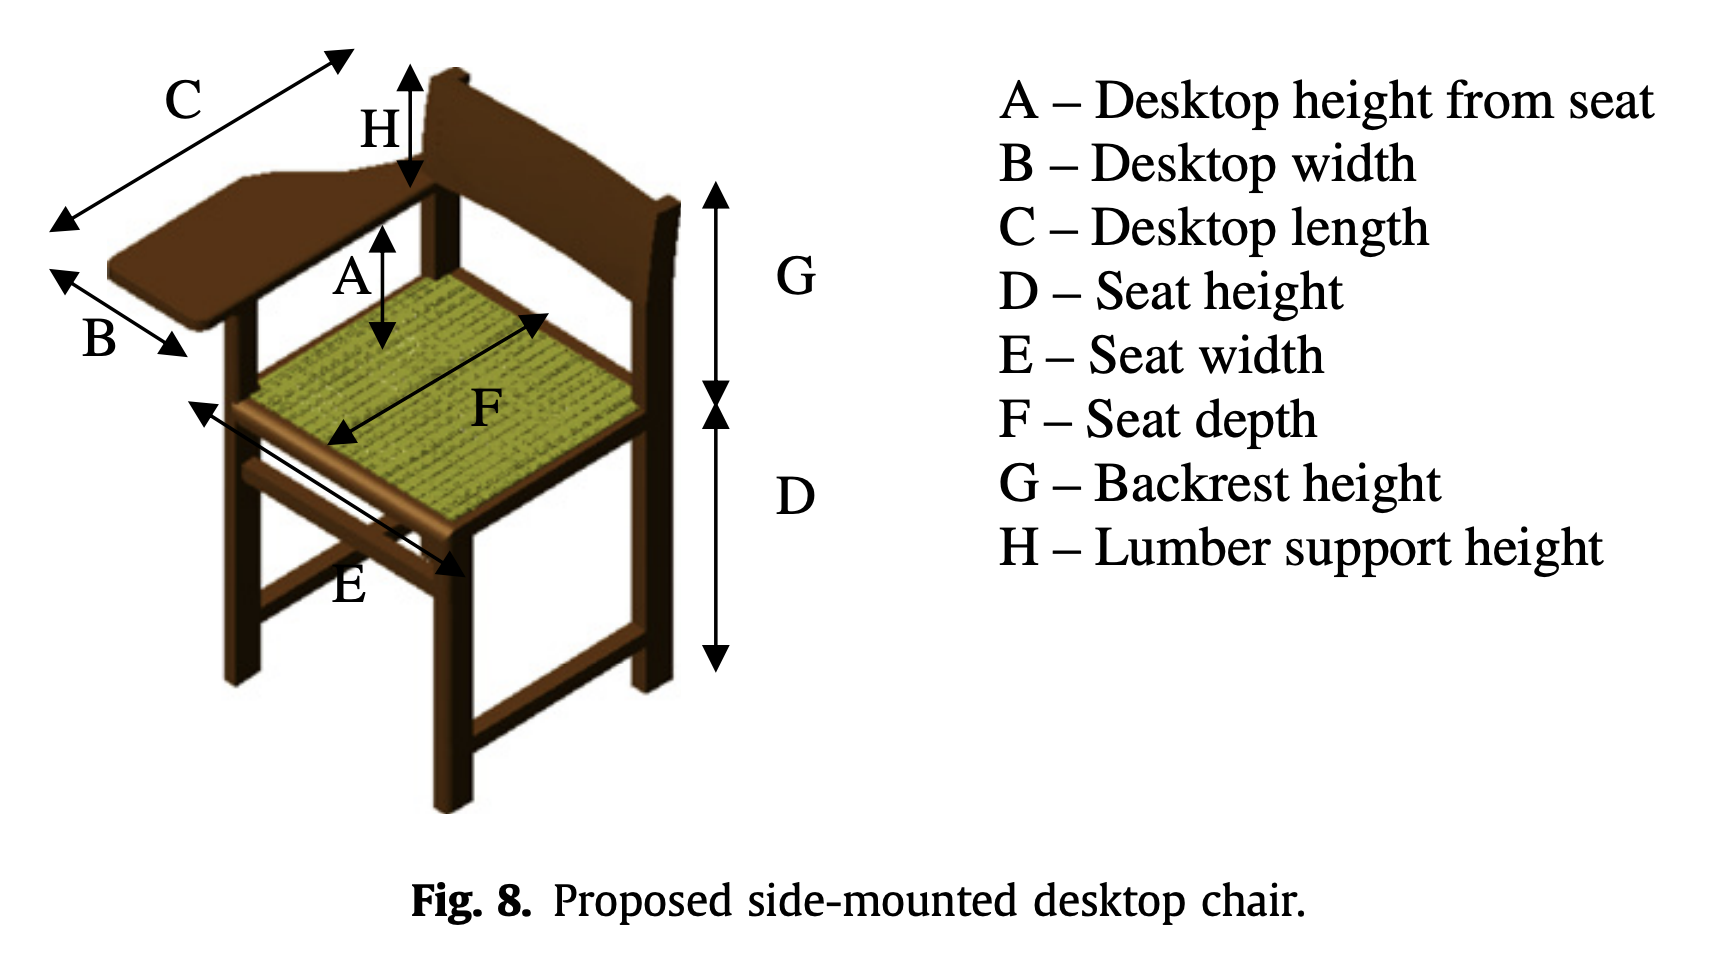 C
H
A
B
F
G
D
E
A – Desktop height from seat
B – Desktop width
C – Desktop length
D – Seat height
E – Seat width
F – Seat depth
G – Backrest height
H – Lumber support height
Fig. 8. Proposed side-mounted desktop chair.